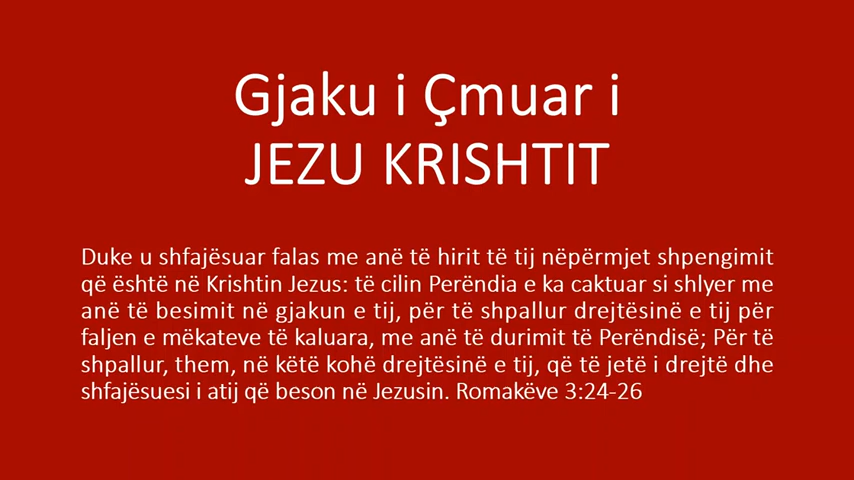 Gjaku i Çmuar i
JEZU KRISHTIT
Duke u shfajësuar falas me anë të hirit të tij nëpërmjet shpengimit
që është në Krishtin Jezus: të cilin Perëndia e ka caktuar si shlyer me
anë të besimit në gjakun e tij, për të shpallur drejtësinë e tij për
faljen e mëkateve të kaluara, me anë të durimit të Perëndisë; Për të
shpallur, them, në këtë kohë drejtësinë e tij, që të jetë i drejtë dhe
shfajësuesi i atij që beson në Jezusin. Romakëve 3:24-26